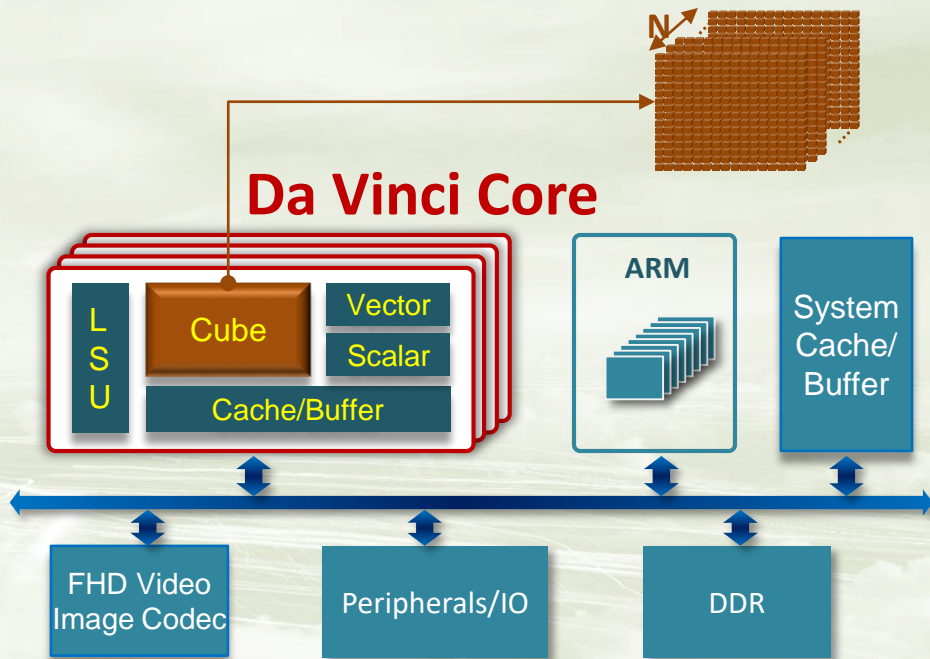 N
Da Vinci Core
L
S
U
Cube
Vector
Scalar
Cache/Buffer
ARM
System
Cache/
Buffer
FHD Video
Image Codec
Peripherals/IO
DDR